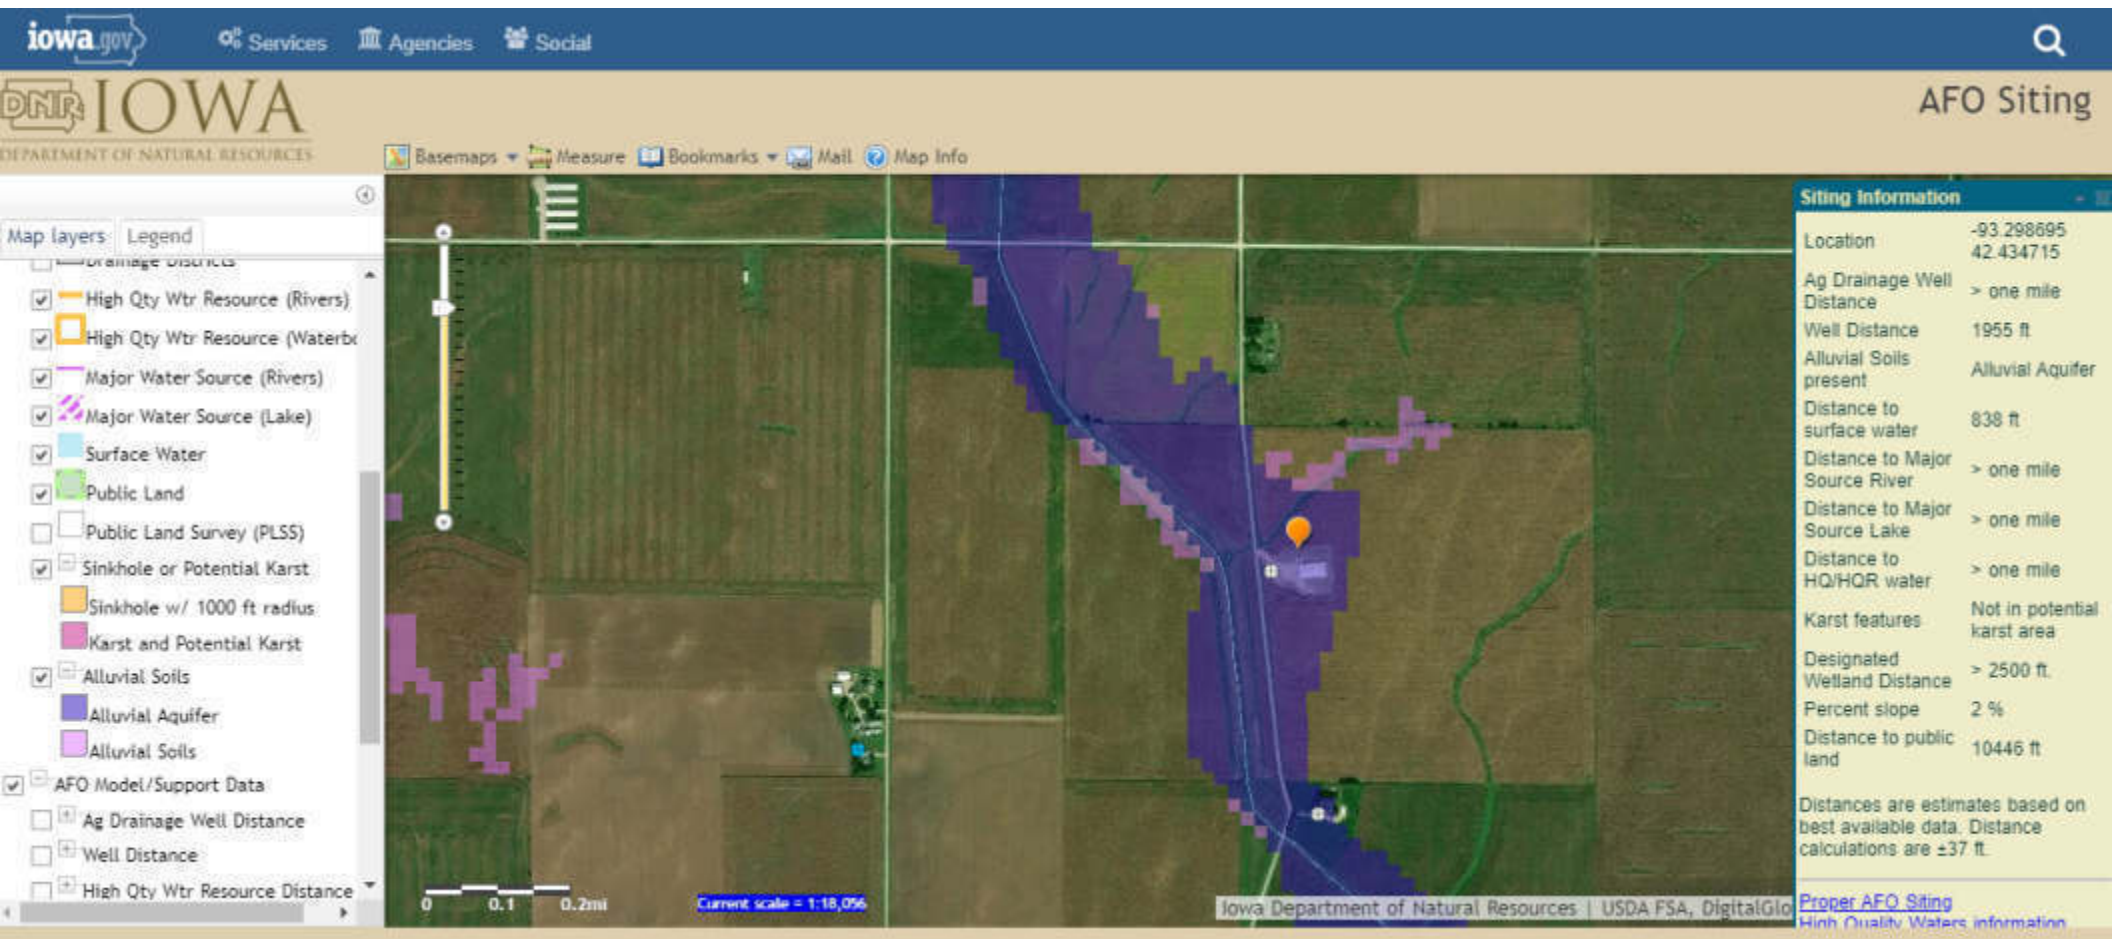 iowa.gov
Services
Agencies
Social
DNR IOWA
DEPARTMENT OF NATURAL RESOURCES
AFO Siting
Basemaps
Measure
Bookmarks
Mail
Map Info
Map layers
Legend
Drainage Districts
High Qty Wtr Resource (Rivers)
High Qty Wtr Resource (Waterbo
Major Water Source (Rivers)
Major Water Source (Lake)
Surface Water
Public Land
Public Land Survey (PLSS)
Sinkhole or Potential Karst
Sinkhole w/ 1000 ft radius
Karst and Potential Karst
Alluvial Soils
Alluvial Aquifer
Alluvial Soils
AFO Model/Support Data
Ag Drainage Well Distance
Well Distance
High Qty Wtr Resource Distance
0 0.1 0.2mi
Current scale = 1:18,056
Iowa Department of Natural Resources | USDA FSA, DigitalGlo
Siting Information
Location
-93.298695
42.434715
Ag Drainage Well
Distance
> one mile
Well Distance
1955 ft
Alluvial Soils
present
Alluvial Aquifer
Distance to
surface water
838 ft
Distance to Major
Source River
> one mile
Distance to Major
Source Lake
> one mile
Distance to
HQ/HQR water
> one mile
Karst features
Not in potential
karst area
Designated
Wetland Distance
> 2500 ft.
Percent slope
2 %
Distance to public
land
10446 ft
Distances are estimates based on
best available data. Distance
calculations are ±37 ft.
Proper AFO Siting
High Quality Waters information